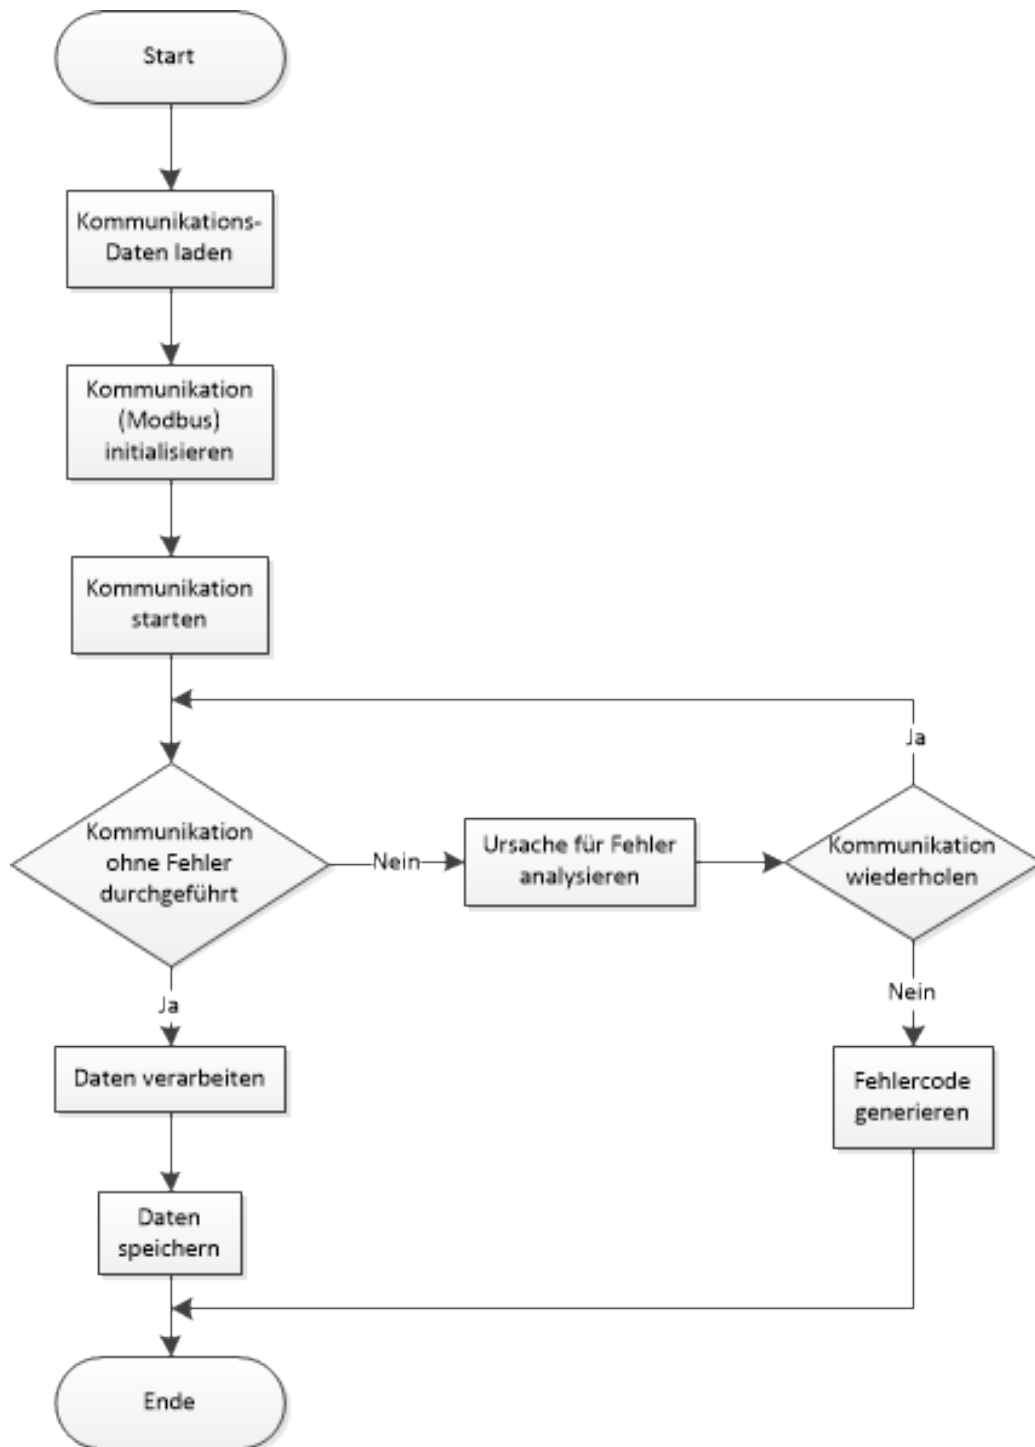 Start
Kommunikations-
Daten laden
Kommunikation
(Modbus)
initialisieren
Kommunikation
starten
Ja
Kommunikation
ohne Fehler
durchgeführt
Nein
Ursache für Fehler
analysieren
Kommunikation
wiederholen
Ja
Nein
Daten verarbeiten
Fehlercode
generieren
Daten
speichern
Ende